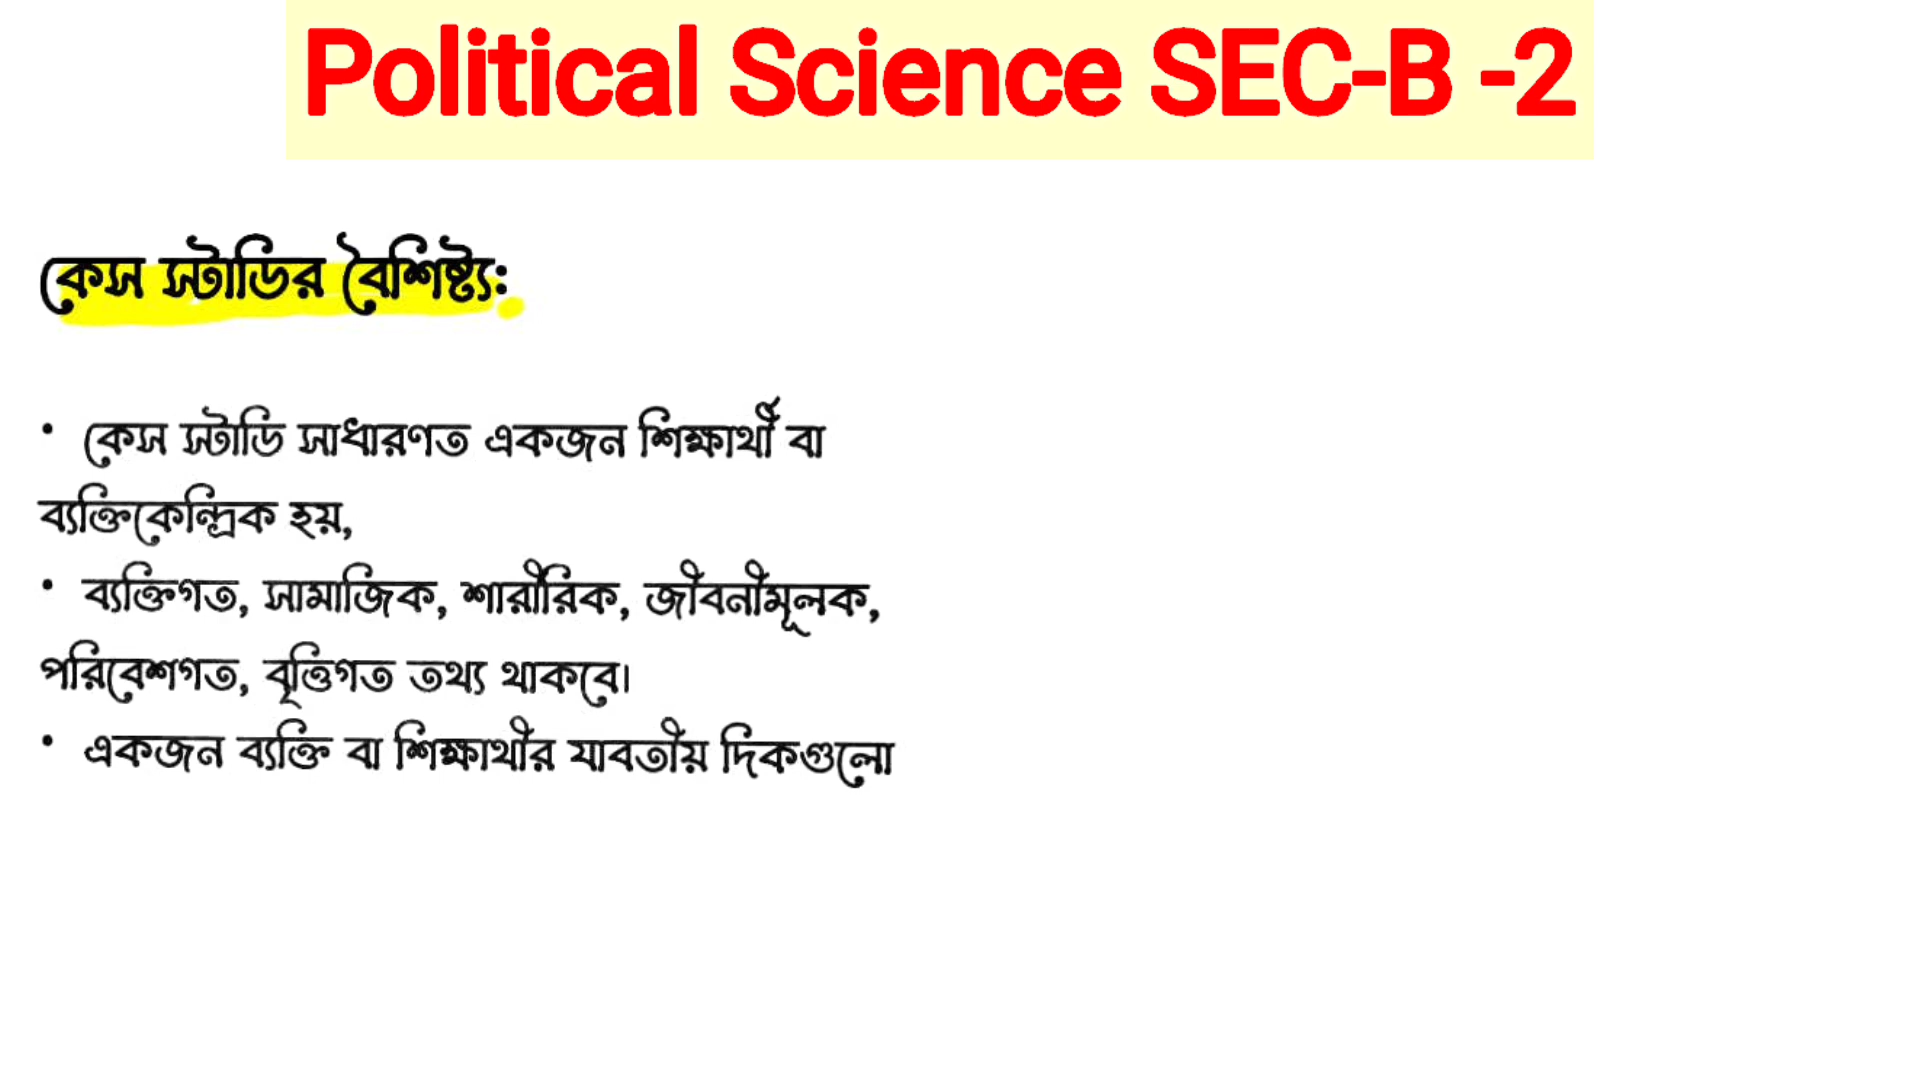 Political Science SEC-B -2
কেস স্টাডির বৈশিষ্ট্য:
• কেস স্টাডি সাধারণত একজন শিক্ষার্থী বা
ব্যক্তিকেন্দ্রিক হয়,
• ব্যক্তিগত, সামাজিক, শারীরিক, জীবনীমূলক,
পরিবেশগত, বৃত্তিগত তথ্য থাকবে।
• একজন ব্যক্তি বা শিক্ষাথীর যাবতীয় দিকগুলো